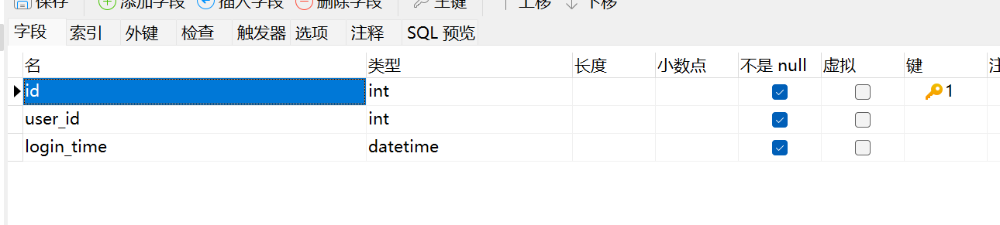 保存 添加字段 插入字段 删除字段 主键 上移 下移
字段 索引 外键 检查 触发器 选项 注释 SQL 预览
名 类型 长度 小数点 不是 null 虚拟 键 注
id int 1
user_id int
login_time datetime